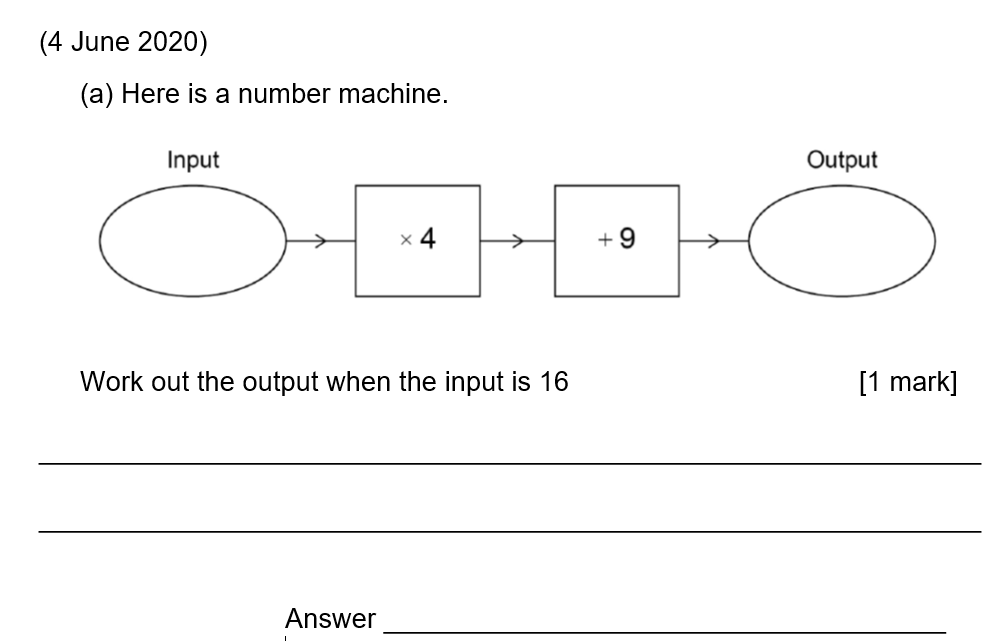 (4 June 2020)
(a) Here is a number machine.
Input Output
× 4 + 9
Work out the output when the input is 16 [1 mark]
Answer